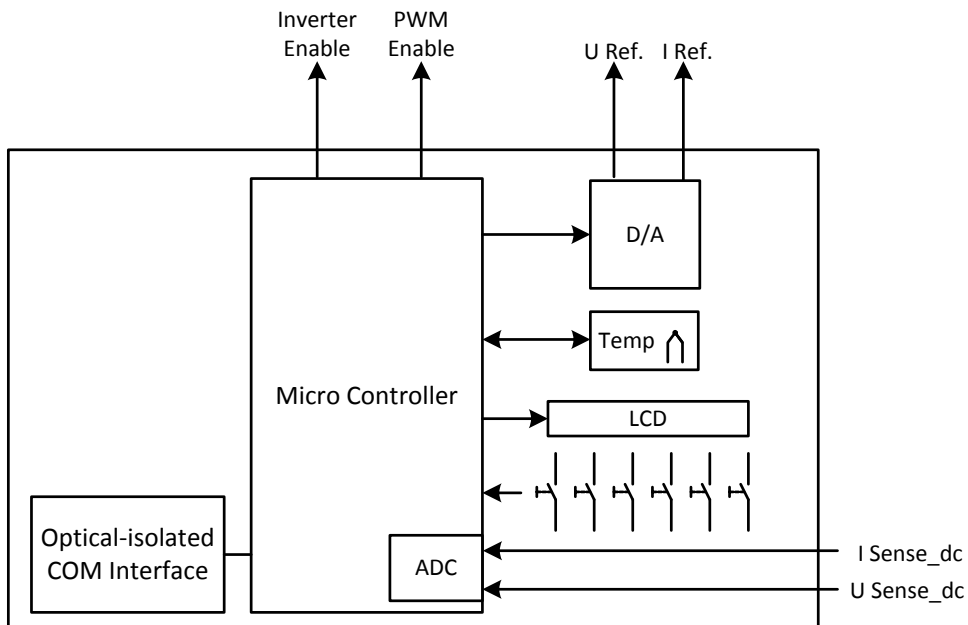 Inverter
Enable
PWM
Enable
U Ref.
I Ref.
D/A
Temp
Micro Controller
LCD
Optical-isolated
COM Interface
ADC
I Sense_dc
U Sense_dc